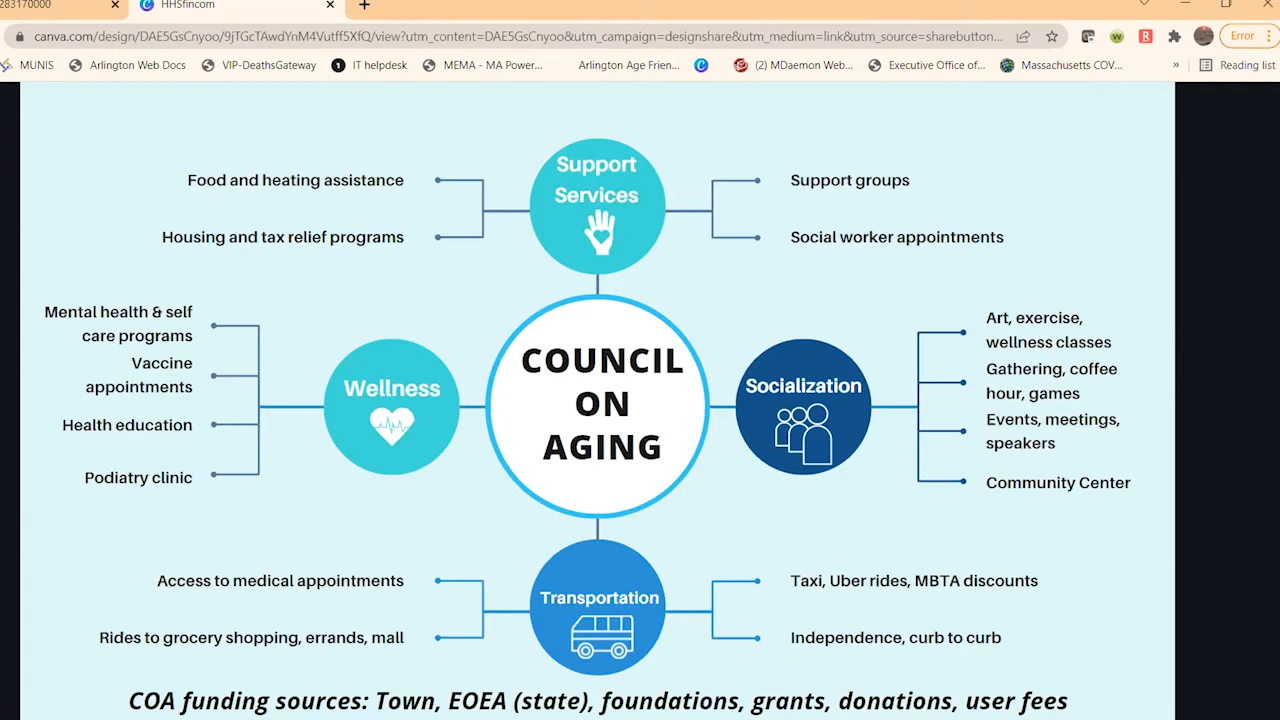 283170000
HHSfincom
canva.com/design/DAE5GsCnyoo/9jTGcTAwdYnM4Vutff5XfQ/view?utm_content=DAE5GsCnyoo&utm_campaign=designshare&utm_medium=link&utm_source=sharebutton...
Error
MUNIS
Arlington Web Docs
VIP-DeathsGateway
IT helpdesk
MEMA - MA Power...
Arlington Age Frien...
(2) MDaemon Web...
Executive Office of...
Massachusetts COV...
»
Reading list
Support
Services
Food and heating assistance
Housing and tax relief programs
Support groups
Social worker appointments
Mental health & self
care programs
Vaccine
appointments
Health education
Podiatry clinic
Wellness
COUNCIL
ON
AGING
Socialization
Art, exercise,
wellness classes
Gathering, coffee
hour, games
Events, meetings,
speakers
Community Center
Access to medical appointments
Rides to grocery shopping, errands, mall
Transportation
Taxi, Uber rides, MBTA discounts
Independence, curb to curb
COA funding sources: Town, EOEA (state), foundations, grants, donations, user fees